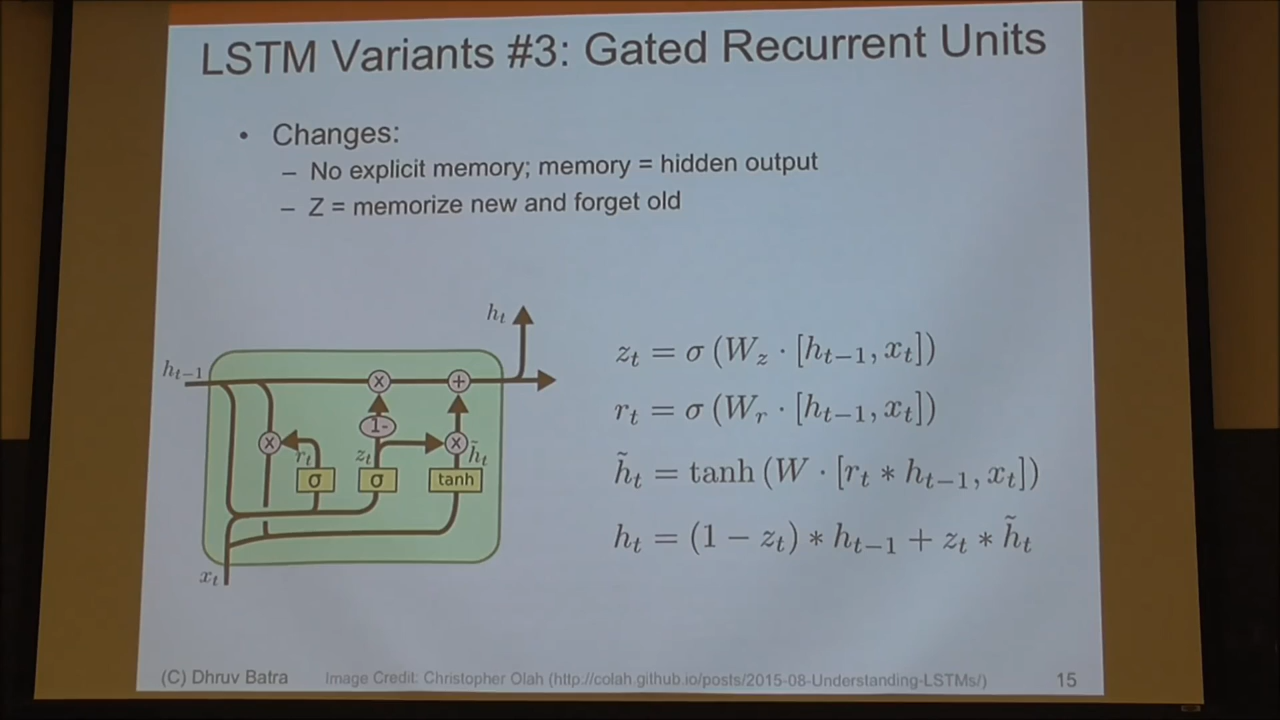 LSTM Variants #3: Gated Recurrent Units
• Changes:
– No explicit memory; memory = hidden output
– Z = memorize new and forget old
h_t
h_{t-1}
x + 
1-
x x
r_t z_t h̃_t
σ σ tanh
x_t
z_t = σ (W_z · [h_{t-1}, x_t])
r_t = σ (W_r · [h_{t-1}, x_t])
h̃_t = tanh (W · [r_t * h_{t-1}, x_t])
h_t = (1 − z_t) * h_{t-1} + z_t * h̃_t
(C) Dhruv Batra Image Credit: Christopher Olah (http://colah.github.io/posts/2015-08-Understanding-LSTMs/) 15